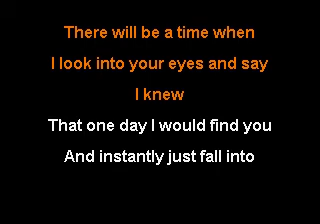 There will be a time when
I look into your eyes and say
I knew
That one day I would find you
And instantly just fall into